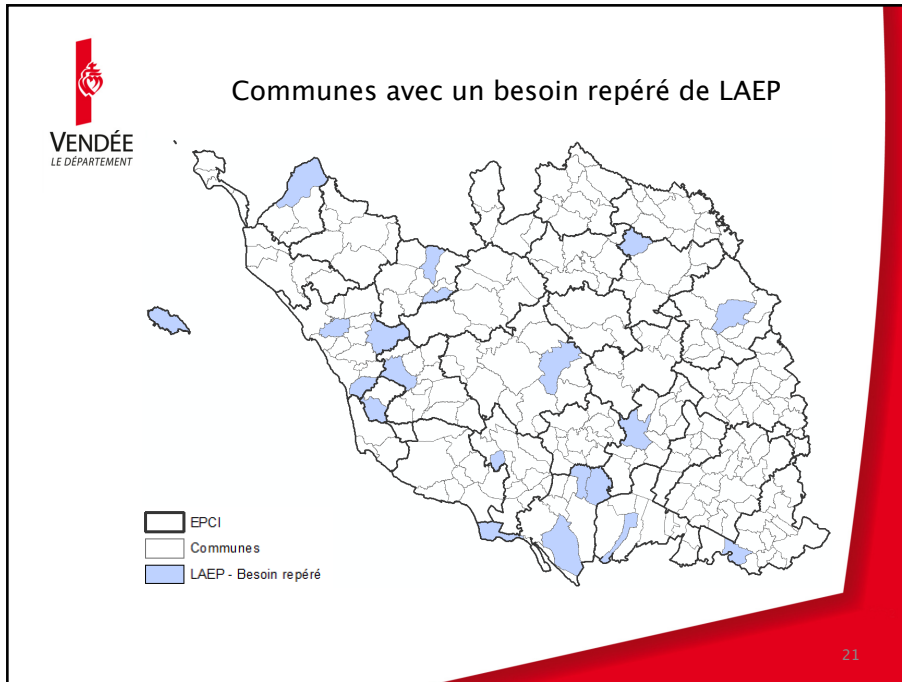 Communes avec un besoin repéré de LAEP
VENDÉE
LE DÉPARTEMENT
EPCI
Communes
LAEP - Besoin repéré
21